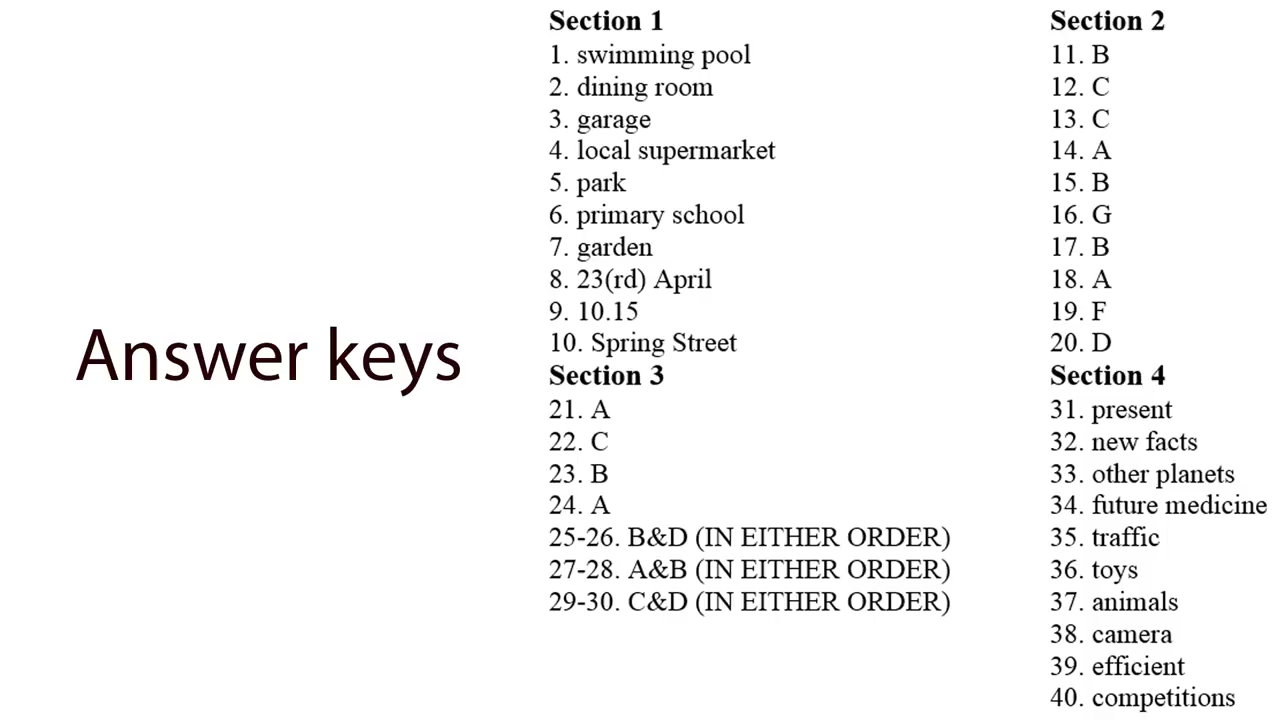 Answer keys
Section 1
1. swimming pool
2. dining room
3. garage
4. local supermarket
5. park
6. primary school
7. garden
8. 23(rd) April
9. 10.15
10. Spring Street
Section 3
21. A
22. C
23. B
24. A
25-26. B&D (IN EITHER ORDER)
27-28. A&B (IN EITHER ORDER)
29-30. C&D (IN EITHER ORDER)
Section 2
11. B
12. C
13. C
14. A
15. B
16. G
17. B
18. A
19. F
20. D
Section 4
31. present
32. new facts
33. other planets
34. future medicine
35. traffic
36. toys
37. animals
38. camera
39. efficient
40. competitions